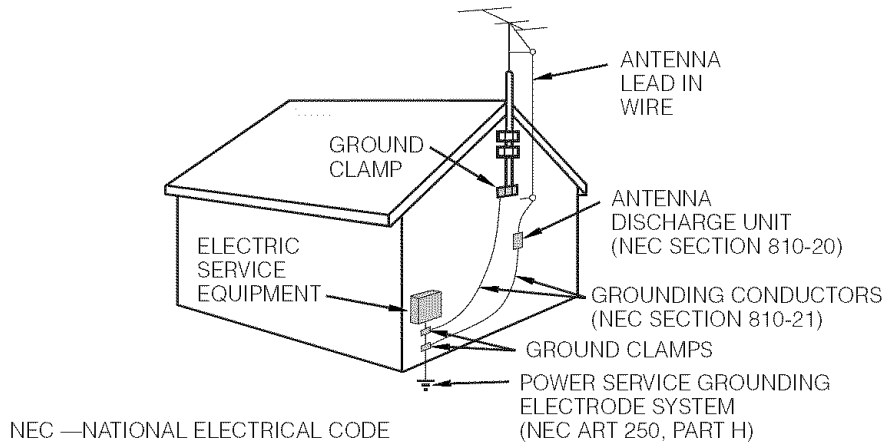 ANTENNA
LEAD IN
WIRE
GROUND
CLAMP
ANTENNA
DISCHARGE UNIT
(NEC SECTION 810-20)
ELECTRIC
SERVICE
EQUIPMENT
GROUNDING CONDUCTORS
(NEC SECTION 810-21)
GROUND CLAMPS
POWER SERVICE GROUNDING
ELECTRODE SYSTEM
(NEC ART 250, PART H)
NEC —NATIONAL ELECTRICAL CODE